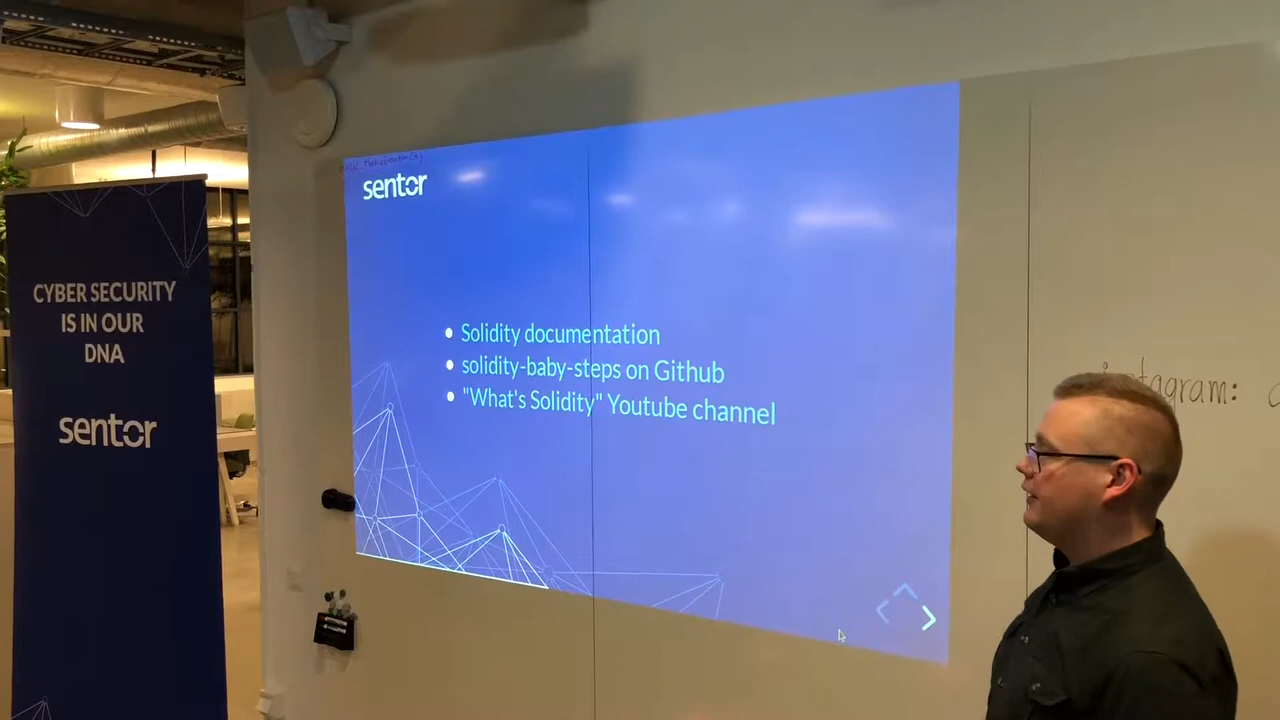 CYBER SECURITY
IS IN OUR
DNA
sentor
sentor
• Solidity documentation
• solidity-baby-steps on Github
• "What's Solidity" Youtube channel
instagram: